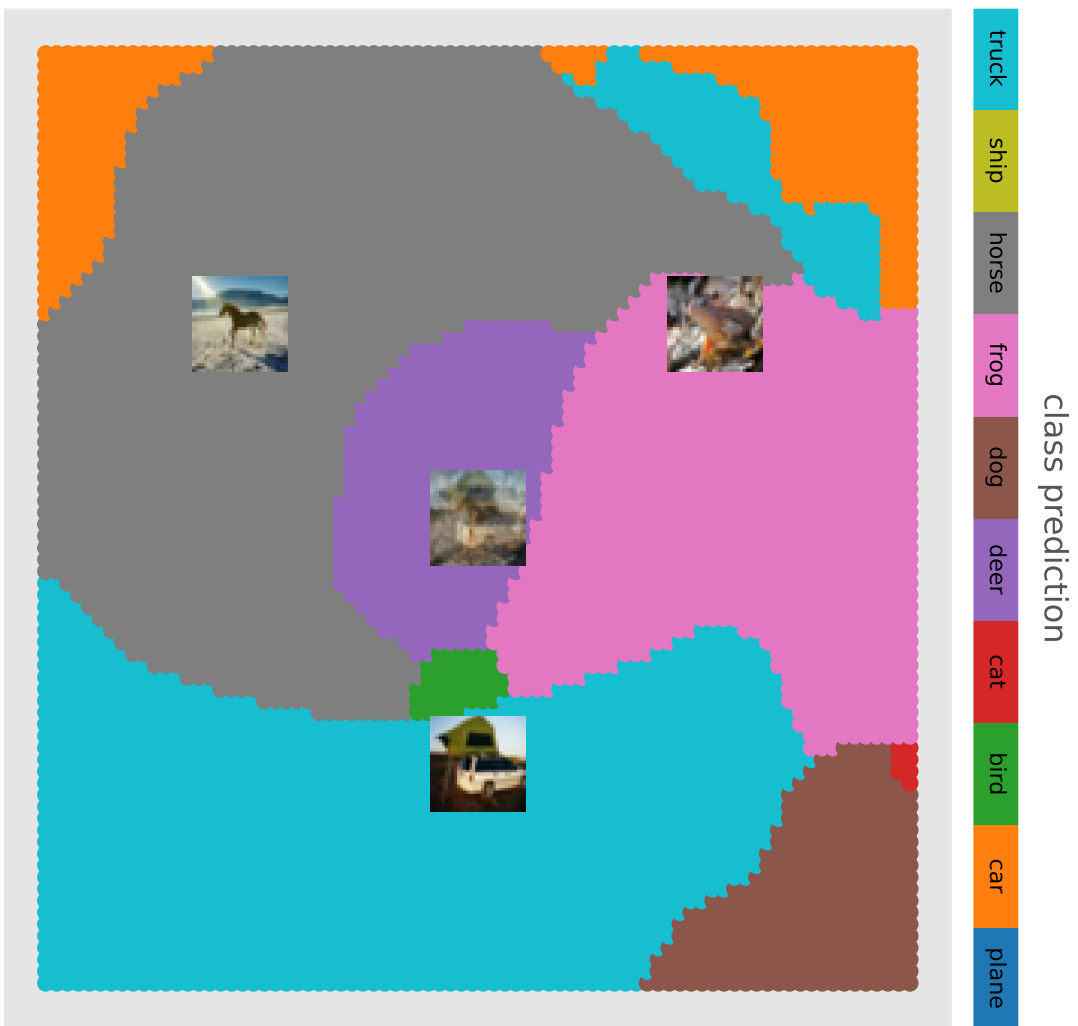 truck
ship
horse
frog
dog
deer
cat
bird
car
plane
class prediction